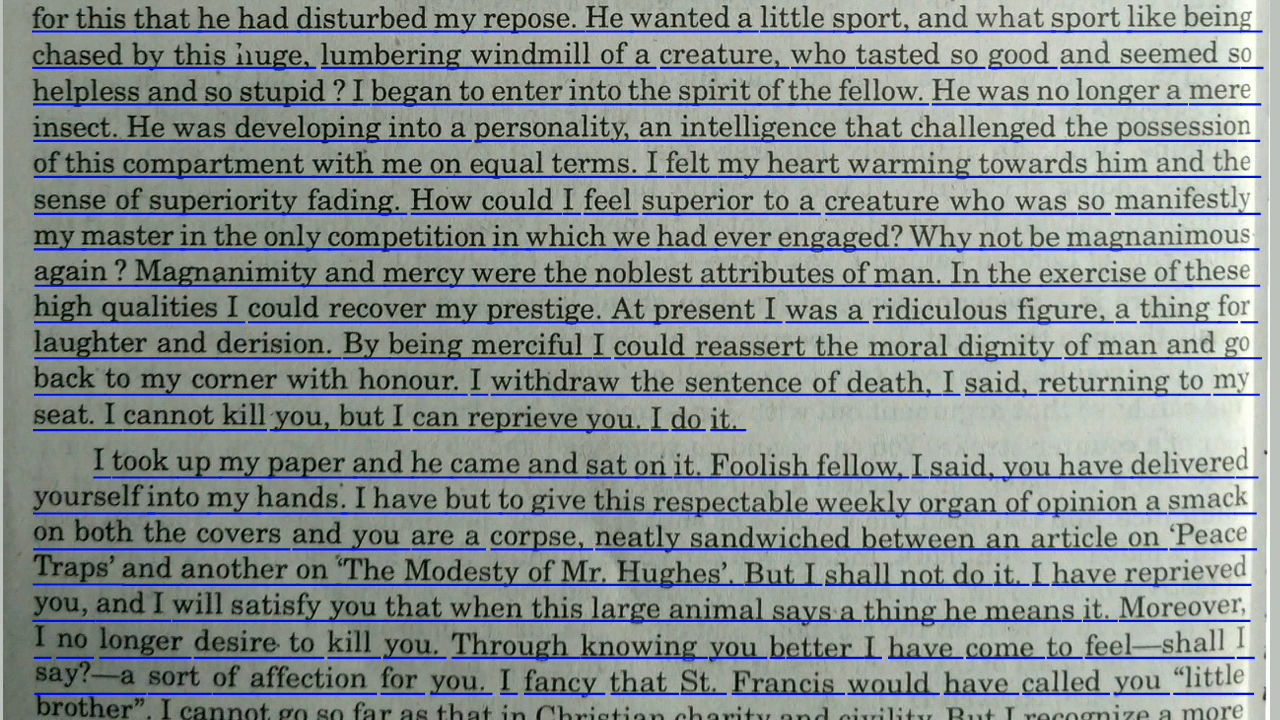 for this that he had disturbed my repose. He wanted a little sport, and what sport like being
chased by this huge, lumbering windmill of a creature, who tasted so good and seemed so
helpless and so stupid ? I began to enter into the spirit of the fellow. He was no longer a mere
insect. He was developing into a personality, an intelligence that challenged the possession
of this compartment with me on equal terms. I felt my heart warming towards him and the
sense of superiority fading. How could I feel superior to a creature who was so manifestly
my master in the only competition in which we had ever engaged? Why not be magnanimous
again ? Magnanimity and mercy were the noblest attributes of man. In the exercise of these
high qualities I could recover my prestige. At present I was a ridiculous figure, a thing for
laughter and derision. By being merciful I could reassert the moral dignity of man and go
back to my corner with honour. I withdraw the sentence of death, I said, returning to my
seat. I cannot kill you, but I can reprieve you. I do it.
I took up my paper and he came and sat on it. Foolish fellow, I said, you have delivered
yourself into my hands. I have but to give this respectable weekly organ of opinion a smack
on both the covers and you are a corpse, neatly sandwiched between an article on ‘Peace
Traps’ and another on ‘The Modesty of Mr. Hughes’. But I shall not do it. I have reprieved
you, and I will satisfy you that when this large animal says a thing he means it. Moreover,
I no longer desire to kill you. Through knowing you better I have come to feel—shall I
say?—a sort of affection for you. I fancy that St. Francis would have called you “little
brother”. I cannot go so far as that in Christian charity and civility. But I recognize a more